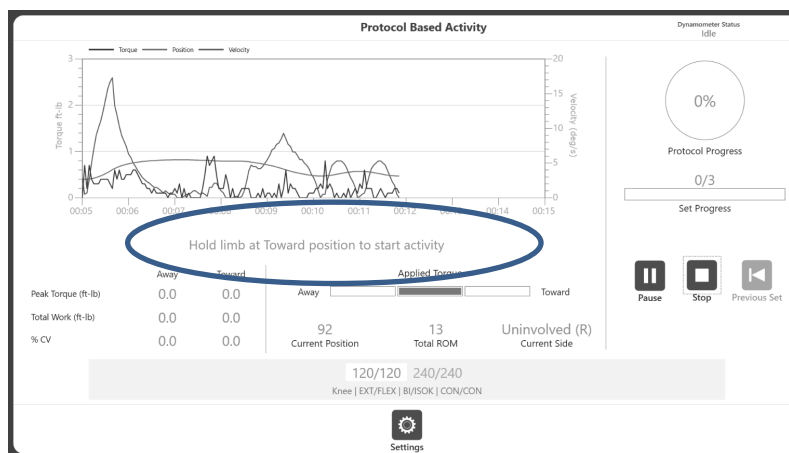 Protocol Based Activity
Dynamometer Status
Idle
Torque Position Velocity
3
2
1
0
Torque ft-lb
20
15
10
5
0
Velocity (deg/s)
00:05 00:06 00:07 00:08 00:09 00:10 00:11 00:12 00:13 00:14 00:15
0%
Protocol Progress
0/3
Set Progress
Hold limb at Toward position to start activity
Away Toward
Peak Torque (ft-lb) 0.0 0.0
Total Work (ft-lb) 0.0 0.0
% CV 0.0 0.0
Applied Torque
Away Toward
92 13 Uninvolved (R)
Current Position Total ROM Current Side
Pause Stop Previous Set
120/120 240/240
Knee | EXT/FLEX | BI/ISOK | CON/CON
Settings